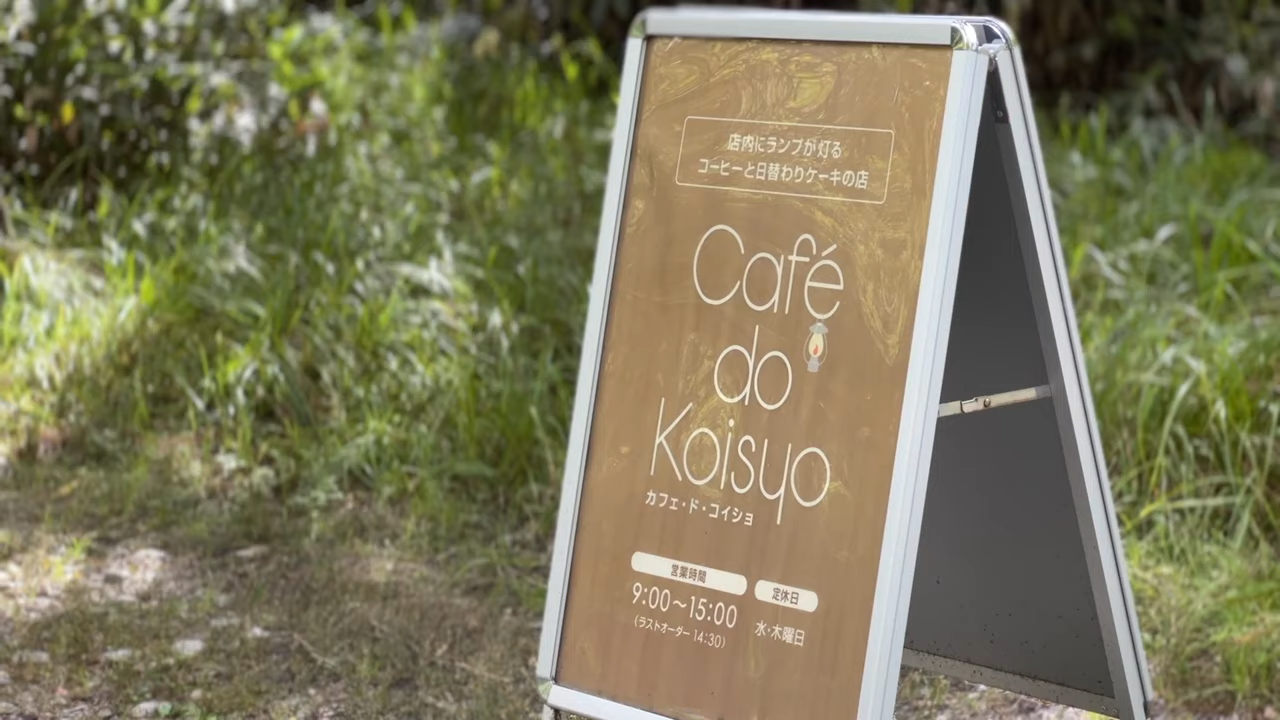 店内にランプが灯る
コーヒーと日替わりケーキの店
Café
do
Koisyo
カフェ・ド・コイショ
営業時間
9:00～15:00
(ラストオーダー 14:30)
定休日
水・木曜日